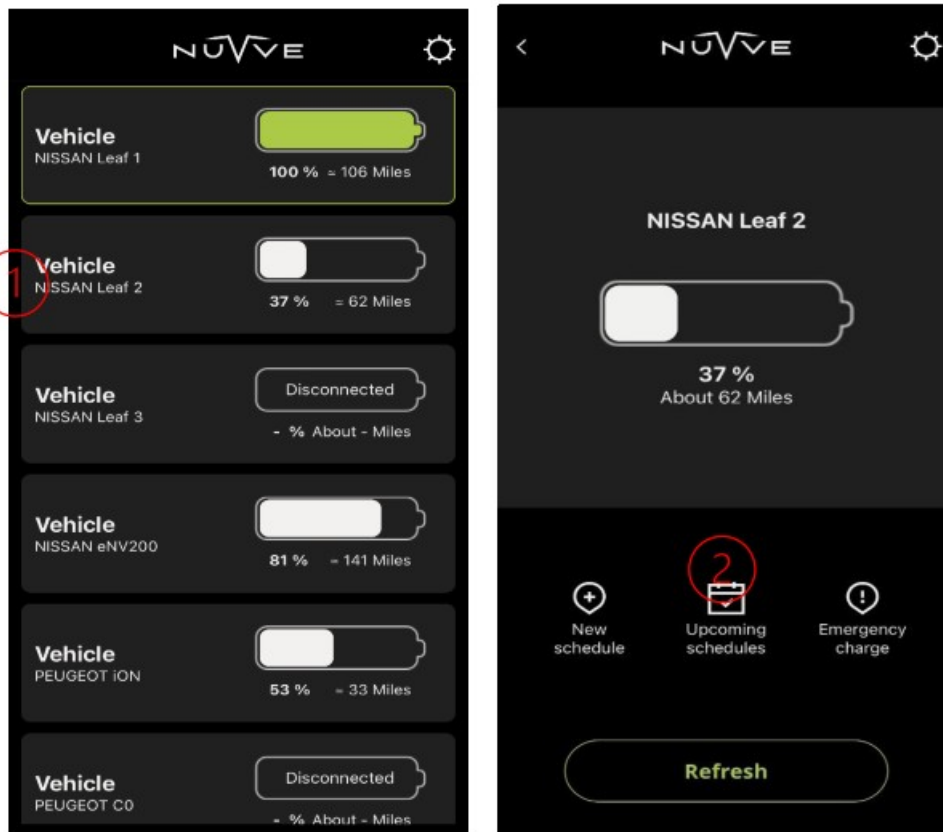 NUVVE
Vehicle
NISSAN Leaf 1
100 % ≈ 106 Miles
1
Vehicle
NISSAN Leaf 2
37 % ≈ 62 Miles
Vehicle
NISSAN Leaf 3
Disconnected
- % About - Miles
Vehicle
NISSAN eNV200
81 % ≈ 141 Miles
Vehicle
PEUGEOT iON
53 % ≈ 33 Miles
Vehicle
PEUGEOT C0
Disconnected
- % About - Miles
<
NUVVE
NISSAN Leaf 2
37 %
About 62 Miles
2
New
schedule
Upcoming
schedules
Emergency
charge
Refresh